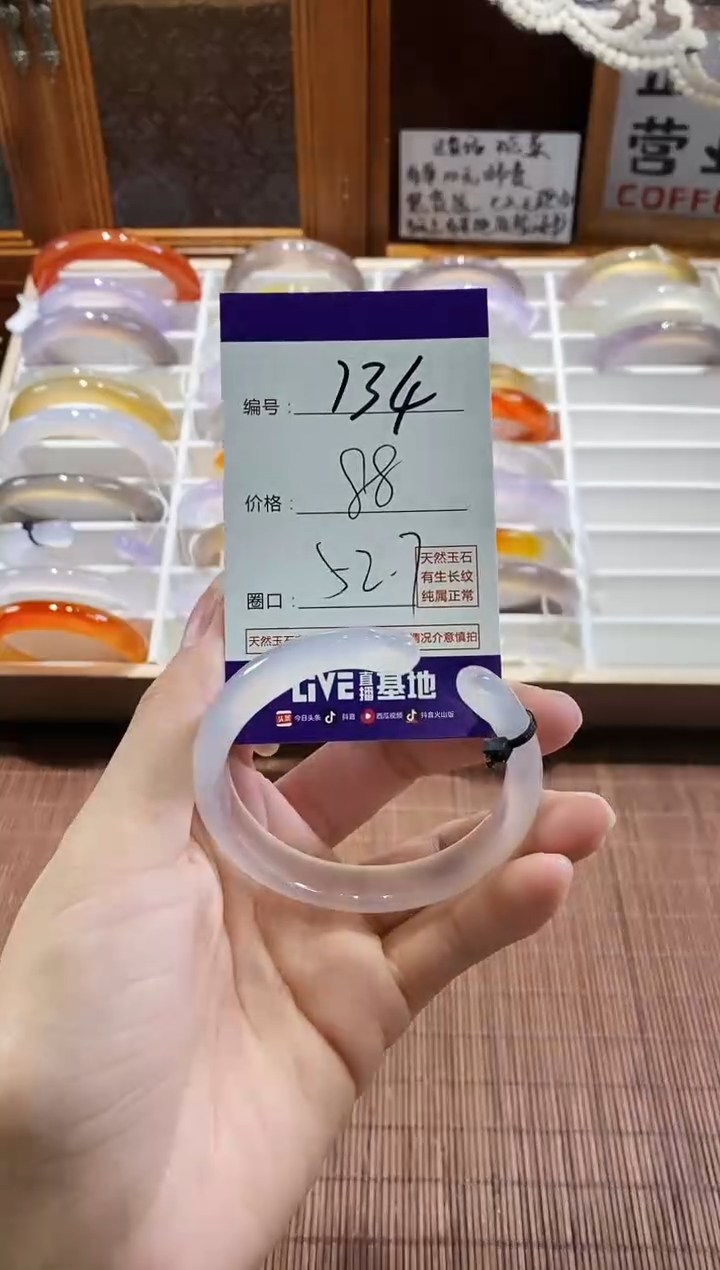 营业
COFFE
编号：134
价格：88
圈口：52.7
天然玉石
有生长纹
纯属正常
天然玉石 情况介意慎拍
LIVE直播基地
头条 今日头条 抖音 西瓜视频 抖音火山版